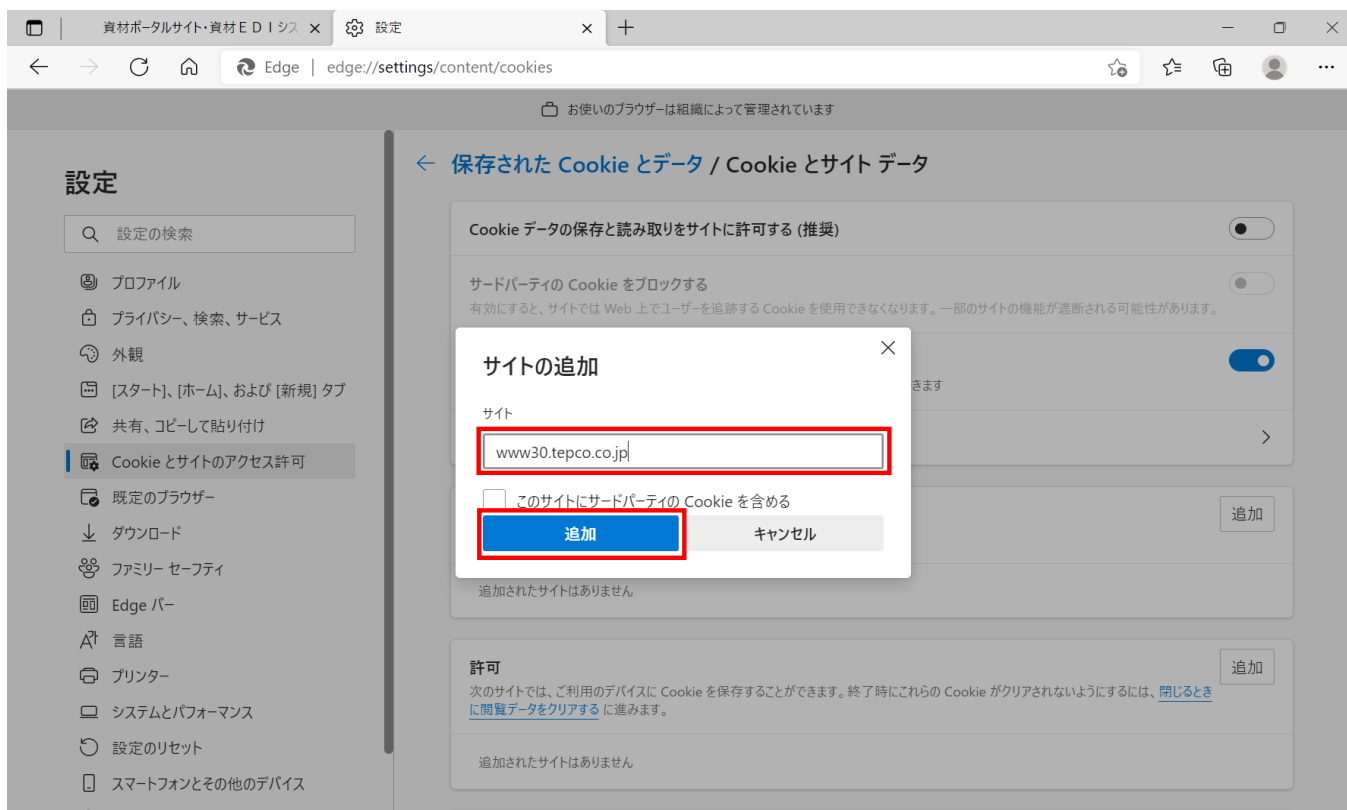 資材ポータルサイト・資材ＥＤＩシス
設定
Edge | edge://settings/content/cookies
お使いのブラウザーは組織によって管理されています
設定
設定の検索
プロファイル
プライバシー、検索、サービス
外観
[スタート]、[ホーム]、および [新規] タブ
共有、コピーして貼り付け
Cookie とサイトのアクセス許可
既定のブラウザー
ダウンロード
ファミリー セーフティ
Edge バー
言語
プリンター
システムとパフォーマンス
設定のリセット
スマートフォンとその他のデバイス
保存された Cookie とデータ / Cookie とサイト データ
Cookie データの保存と読み取りをサイトに許可する (推奨)
サードパーティの Cookie をブロックする
有効にすると、サイトでは Web 上でユーザーを追跡する Cookie を使用できなくなります。一部のサイトの機能が遮断される可能性があります。
きます
サイトの追加
サイト
www30.tepco.co.jp
このサイトにサードパーティの Cookie を含める
追加
キャンセル
追加
追加されたサイトはありません
許可
追加
次のサイトでは、ご利用のデバイスに Cookie を保存することができます。終了時にこれらの Cookie がクリアされないようにするには、閉じるとき
に閲覧データをクリアする に進みます。
追加されたサイトはありません